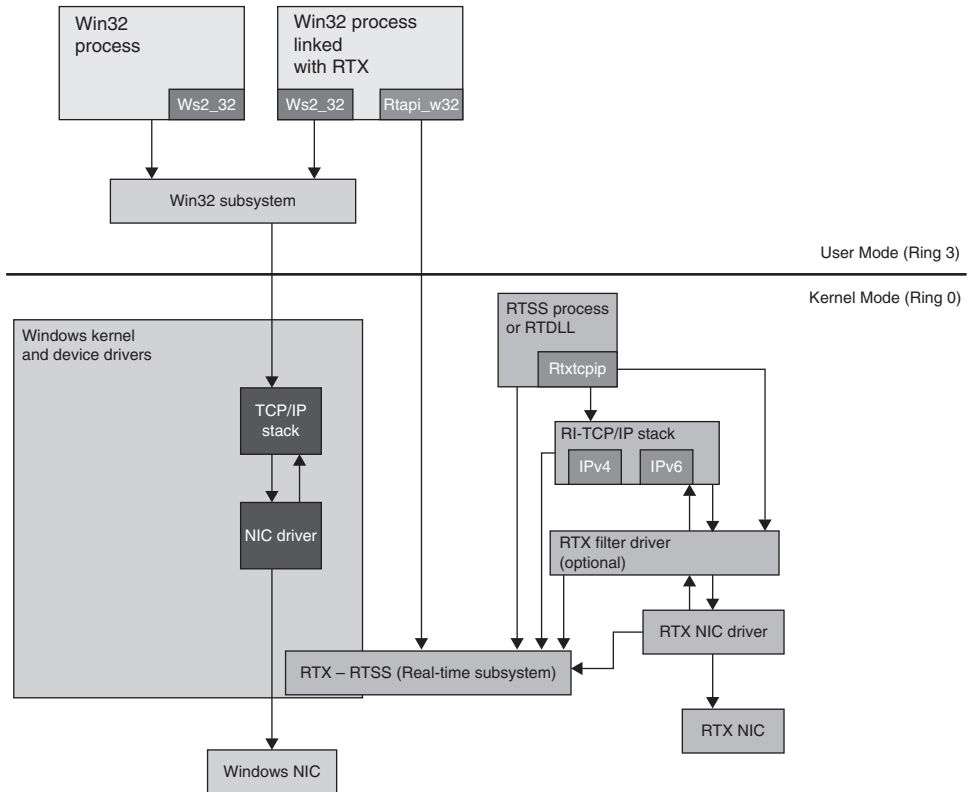 Win32
process
Ws2_32
Win32 process
linked
with RTX
Ws2_32
Rtapi_w32
Win32 subsystem
User Mode (Ring 3)
Kernel Mode (Ring 0)
Windows kernel
and device drivers
TCP/IP
stack
NIC driver
RTSS process
or RTDLL
Rtxtcpip
RI-TCP/IP stack
IPv4
IPv6
RTX filter driver
(optional)
RTX NIC driver
RTX – RTSS (Real-time subsystem)
RTX NIC
Windows NIC